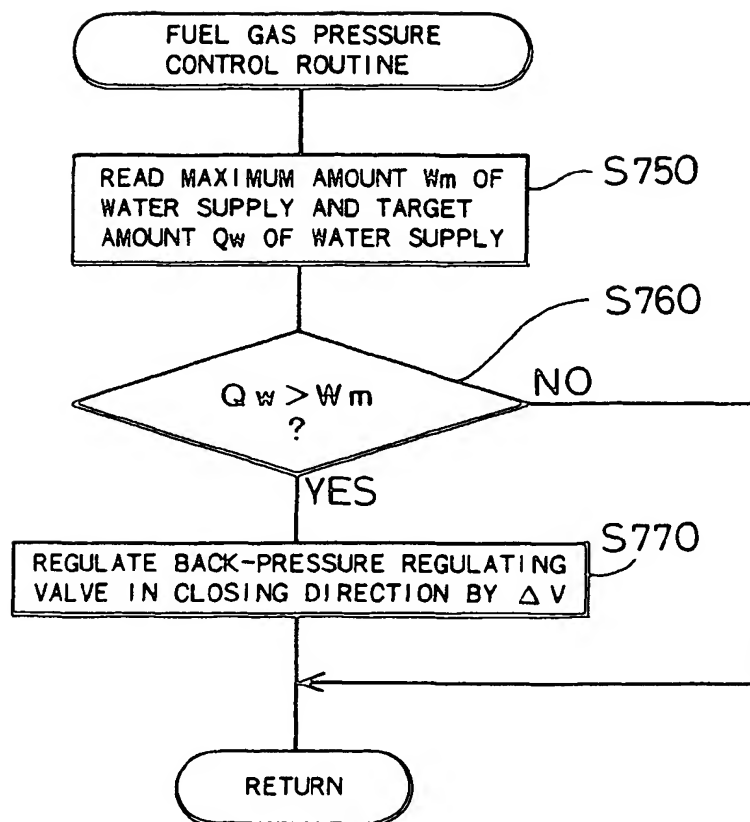 FUEL GAS PRESSURE
CONTROL ROUTINE
READ MAXIMUM AMOUNT Wm OF
WATER SUPPLY AND TARGET
AMOUNT Qw OF WATER SUPPLY
S750
S760
Qw>Wm
?
NO
YES
S770
REGULATE BACK-PRESSURE REGULATING
VALVE IN CLOSING DIRECTION BY ΔV
RETURN